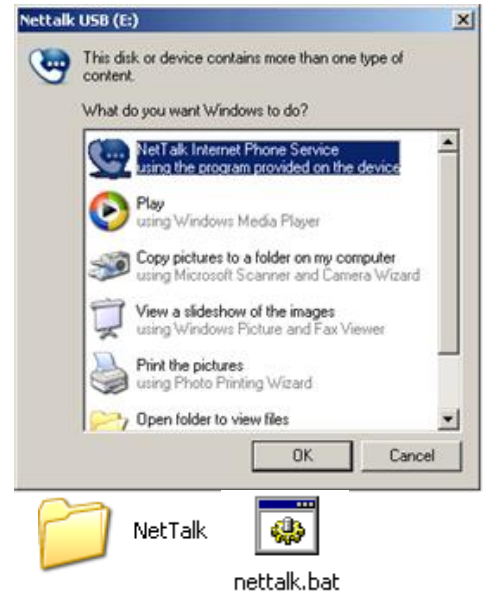 Nettalk USB (E:)
This disk or device contains more than one type of
content.
What do you want Windows to do?
NetTalk Internet Phone Service
using the program provided on the device
Play
using Windows Media Player
Copy pictures to a folder on my computer
using Microsoft Scanner and Camera Wizard
View a slideshow of the images
using Windows Picture and Fax Viewer
Print the pictures
using Photo Printing Wizard
Open folder to view files
OK Cancel
NetTalk
nettalk.bat